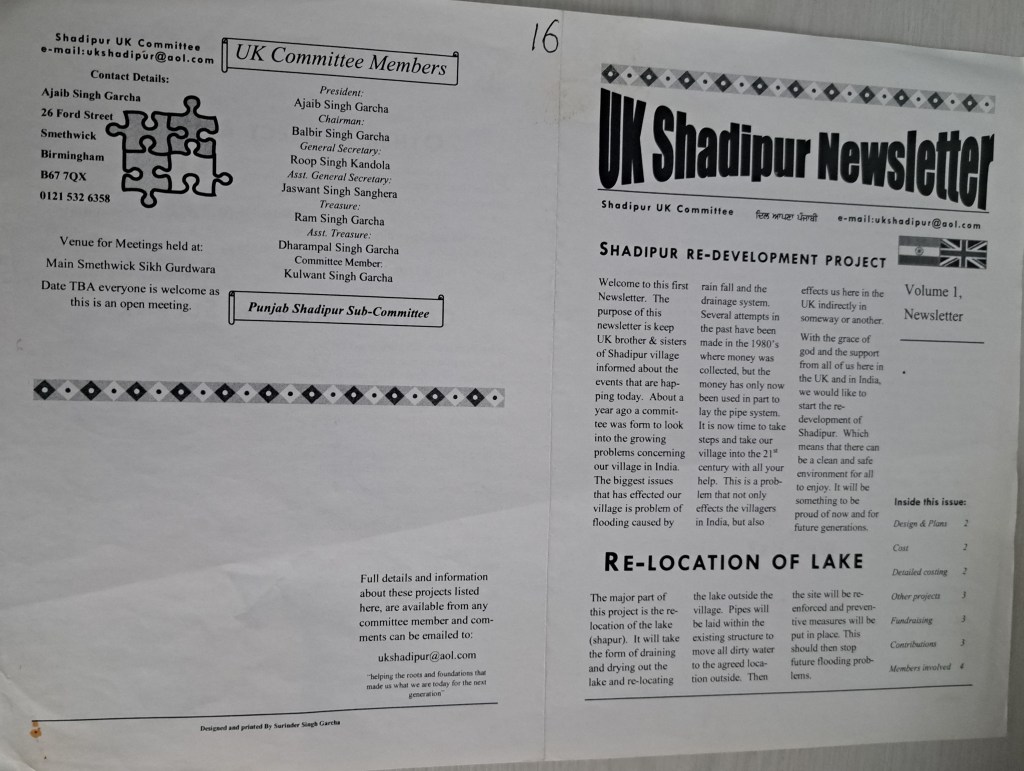 Shadipur UK Committee
e-mail:ukshadipur@aol.com
Contact Details:
Ajaib Singh Garcha
26 Ford Street
Smethwick
Birmingham
B67 7QX
0121 532 6358
Venue for Meetings held at:
Main Smethwick Sikh Gurdwara
Date TBA everyone is welcome as
this is an open meeting.
UK Committee Members
President:
Ajaib Singh Garcha
Chairman:
Balbir Singh Garcha
General Secretary:
Roop Singh Kandola
Asst. General Secretary:
Jaswant Singh Sanghera
Treasure:
Ram Singh Garcha
Asst. Treasure:
Dharampal Singh Garcha
Committee Member:
Kulwant Singh Garcha
Punjab Shadipur Sub-Committee
Full details and information
about these projects listed
here, are available from any
committee member and com-
ments can be emailed to:
ukshadipur@aol.com
"helping the roots and foundations that
made us what we are today for the next
generation"
Designed and printed By Surinder Singh Garcha
16
UK Shadipur Newsletter
Shadipur UK Committee ਦਿਲ ਆਪਣਾ ਪੰਜਾਬੀ e-mail:ukshadipur@aol.com
SHADIPUR RE-DEVELOPMENT PROJECT
Welcome to this first
Newsletter. The
purpose of this
newsletter is keep
UK brother & sisters
of Shadipur village
informed about the
events that are hap-
ping today. About a
year ago a commit-
tee was form to look
into the growing
problems concerning
our village in India.
The biggest issues
that has effected our
village is problem of
flooding caused by
rain fall and the
drainage system.
Several attempts in
the past have been
made in the 1980's
where money was
collected, but the
money has only now
been used in part to
lay the pipe system.
It is now time to take
steps and take our
village into the 21st
century with all your
help. This is a prob-
lem that not only
effects the villagers
in India, but also
effects us here in the
UK indirectly in
someway or another.
With the grace of
god and the support
from all of us here in
the UK and in India,
we would like to
start the re-
development of
Shadipur. Which
means that there can
be a clean and safe
environment for all
to enjoy. It will be
something to be
proud of now and for
future generations.
Volume 1,
Newsletter
Inside this issue:
Design & Plans 2
Cost 2
Detailed costing 2
Other projects 3
Fundraising 3
Contributions 3
Members involved 4
RE-LOCATION OF LAKE
The major part of
this project is the re-
location of the lake
(shapur). It will take
the form of draining
and drying out the
lake and re-locating
the lake outside the
village. Pipes will
be laid within the
existing structure to
move all dirty water
to the agreed loca-
tion outside. Then
the site will be re-
enforced and preven-
tive measures will be
put in place. This
should then stop
future flooding prob-
lems.